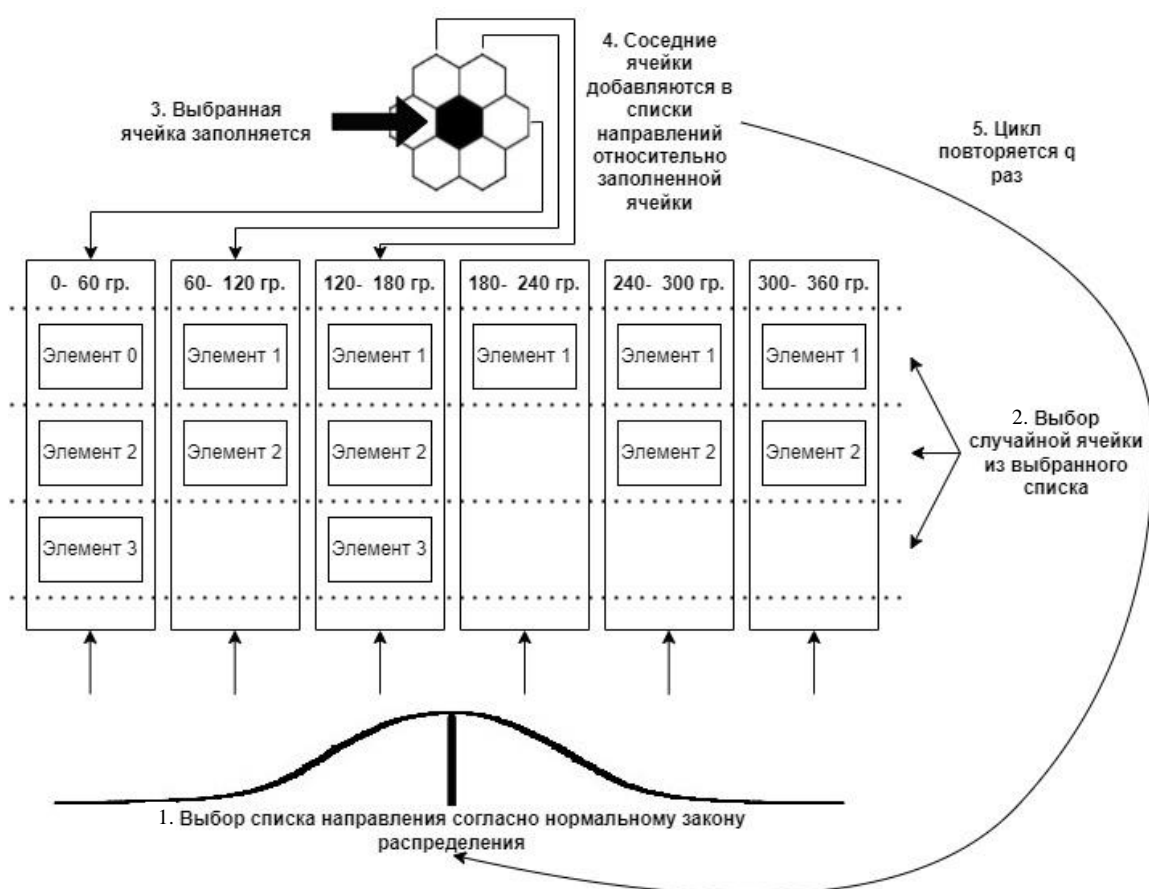 4. Соседние
ячейки
добавляются в
списки
направлений
относительно
заполненной
ячейки
3. Выбранная
ячейка заполняется
5. Цикл
повторяется q
раз
0- 60 гр.
60- 120 гр.
120- 180 гр.
180- 240 гр.
240- 300 гр.
300- 360 гр.
Элемент 0
Элемент 1
Элемент 1
Элемент 1
Элемент 1
Элемент 1
Элемент 2
Элемент 2
Элемент 2
Элемент 2
Элемент 2
Элемент 3
Элемент 3
2. Выбор
случайной ячейки
из выбранного
списка
1. Выбор списка направления согласно нормальному закону
распределения